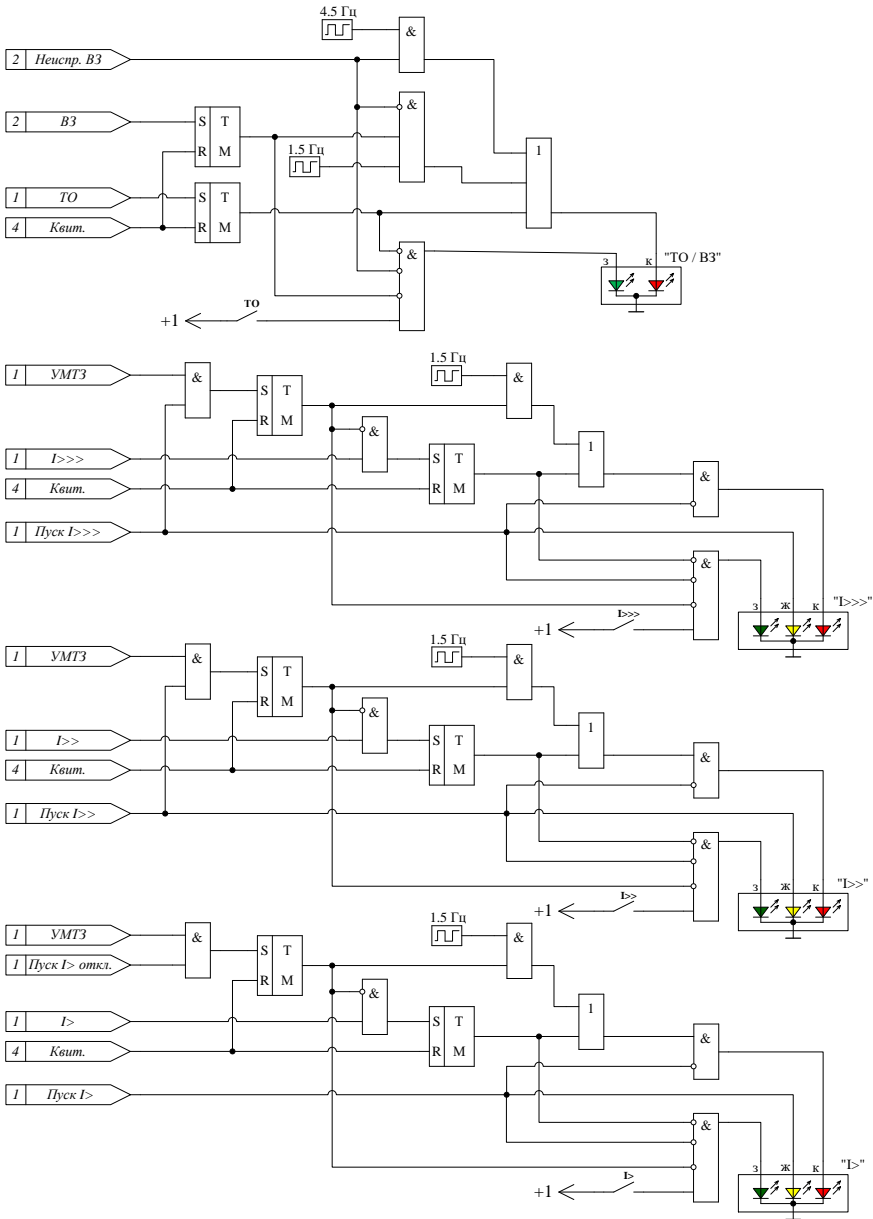 4.5 Гц
&
2 Неиспр. ВЗ
&
2 ВЗ
S T
R M
1.5 Гц
1
1 ТО
S T
4 Квит.
R M
&
"ТО / ВЗ"
З К
ТО
+1
1.5 Гц
1 УМТЗ
&
&
S T
R M
1
&
1 I>>>
S T
&
4 Квит.
R M
1 Пуск I>>>
&
"I>>>"
З Ж К
I>>>
+1
1.5 Гц
1 УМТЗ
&
&
S T
R M
&
1
1 I>>
S T
&
4 Квит.
R M
1 Пуск I>>
&
"I>>"
З Ж К
I>>
+1
1.5 Гц
1 УМТЗ
&
&
S T
1 Пуск I> откл.
R M
&
1
1 I>
S T
&
4 Квит.
R M
1 Пуск I>
&
"I>"
З Ж К
I>
+1